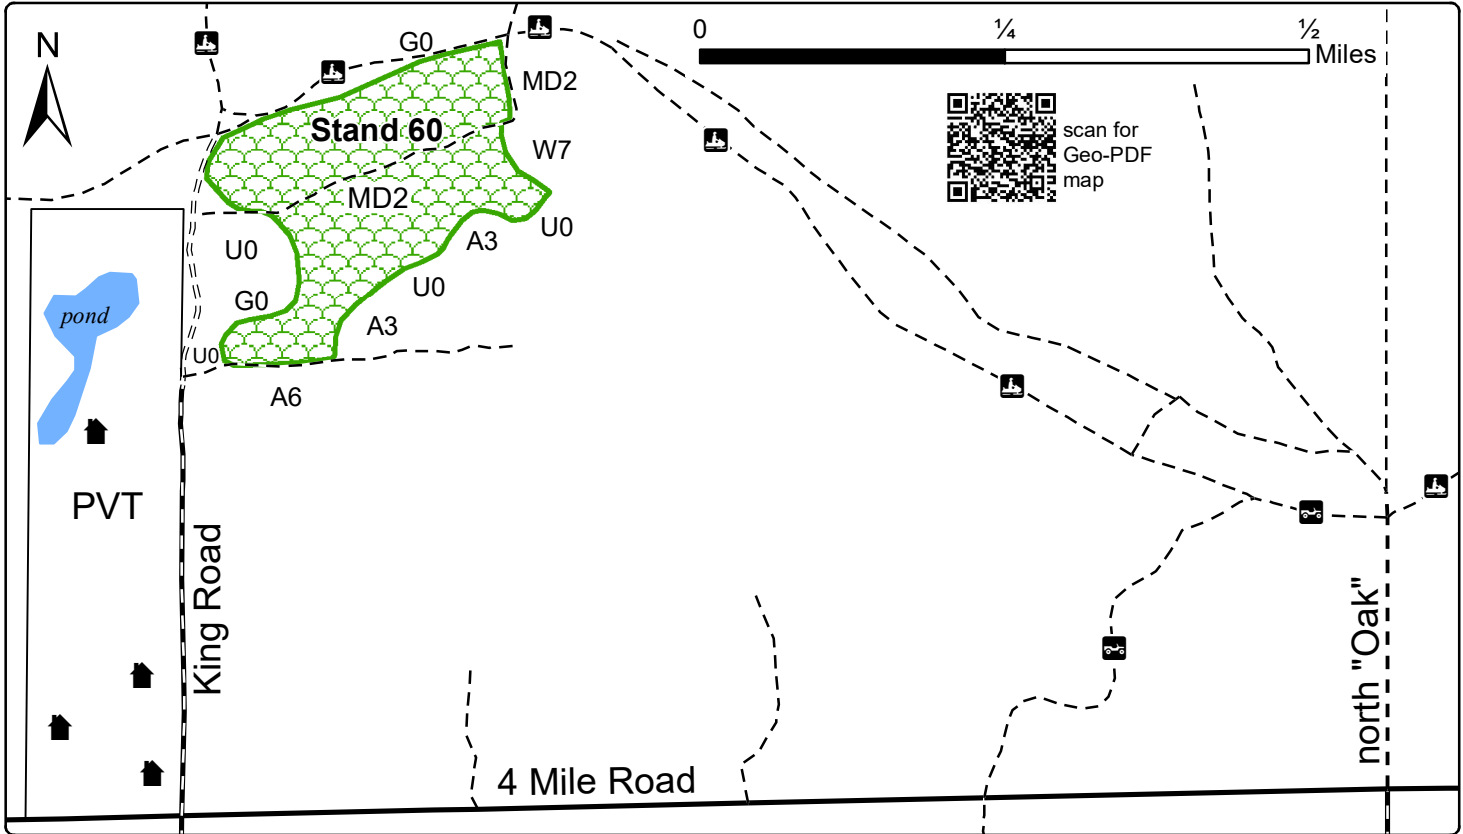 N
G0
0 ¼ ½
Miles
MD2
Stand 60
scan for
Geo-PDF
map
W7
MD2
U0
U0
A3
U0
G0
pond
A3
U0
A6
PVT
King Road
north "Oak"
4 Mile Road